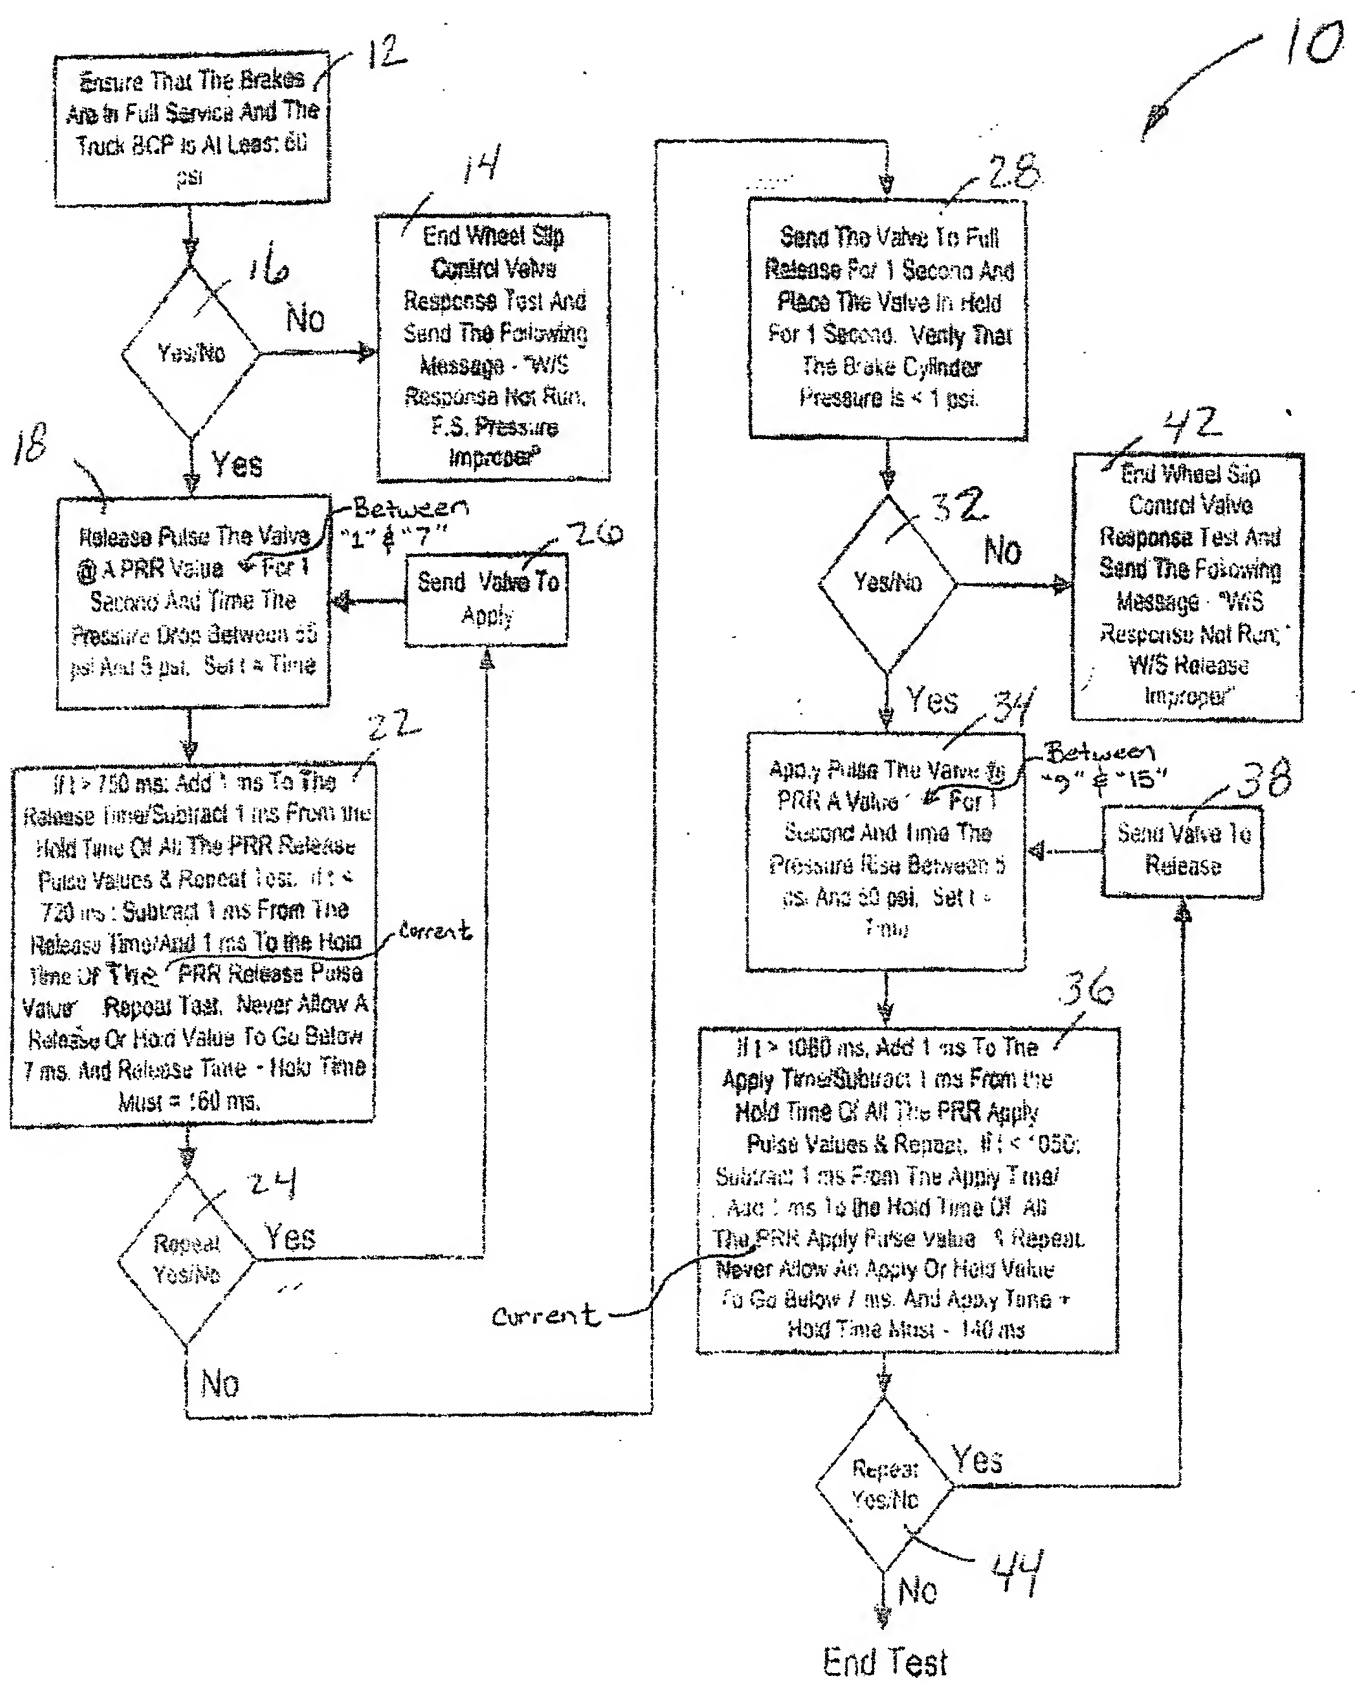 10
12
Ensure That The Brakes
Are In Full Service And The
Truck BCP Is At Least 60
psi
16
Yes/No
No
14
End Wheel Slip
Control Valve
Response Test And
Send The Following
Message - "W/S
Response Not Run,
F.S. Pressure
Improper"
Yes
18
Release Pulse The Valve
@ A PRR Value For 1
Second And Time The
Pressure Drop Between 55
psi And 5 psi. Set t = Time
Between
"1" & "7"
26
Send Valve To
Apply
22
If t > 750 ms: Add 1 ms To The
Release Time/Subtract 1 ms From the
Hold Time Of All The PRR Release
Pulse Values & Repeat Test. If t <
720 ms: Subtract 1 ms From The
Release Time/And 1 ms To the Hold
Time Of The PRR Release Pulse
Value Repeat Test. Never Allow A
Release Or Hold Value To Go Below
7 ms. And Release Time - Hold Time
Must = 160 ms.
Current
24
Repeat
Yes/No
Yes
No
28
Send The Valve To Full
Release For 1 Second And
Place The Valve In Hold
For 1 Second. Verify That
The Brake Cylinder
Pressure Is < 1 psi.
32
Yes/No
No
42
End Wheel Slip
Control Valve
Response Test And
Send The Following
Message - "W/S
Response Not Run,
W/S Release
Improper"
Yes
34
Apply Pulse The Valve @
PRR A Value For 1
Second And Time The
Pressure Rise Between 5
psi And 50 psi. Set t =
Time
Between
"9" & "15"
38
Send Valve To
Release
36
If t > 1080 ms, Add 1 ms To The
Apply Time/Subtract 1 ms From the
Hold Time Of All The PRR Apply
Pulse Values & Repeat. If t < 1050:
Subtract 1 ms From The Apply Time/
Add 1 ms To the Hold Time Of All
The PRR Apply Pulse Value & Repeat.
Never Allow An Apply Or Hold Value
To Go Below 7 ms. And Apply Time +
Hold Time Must - 140 ms
Current
Repeat
Yes/No
Yes
44
No
End Test